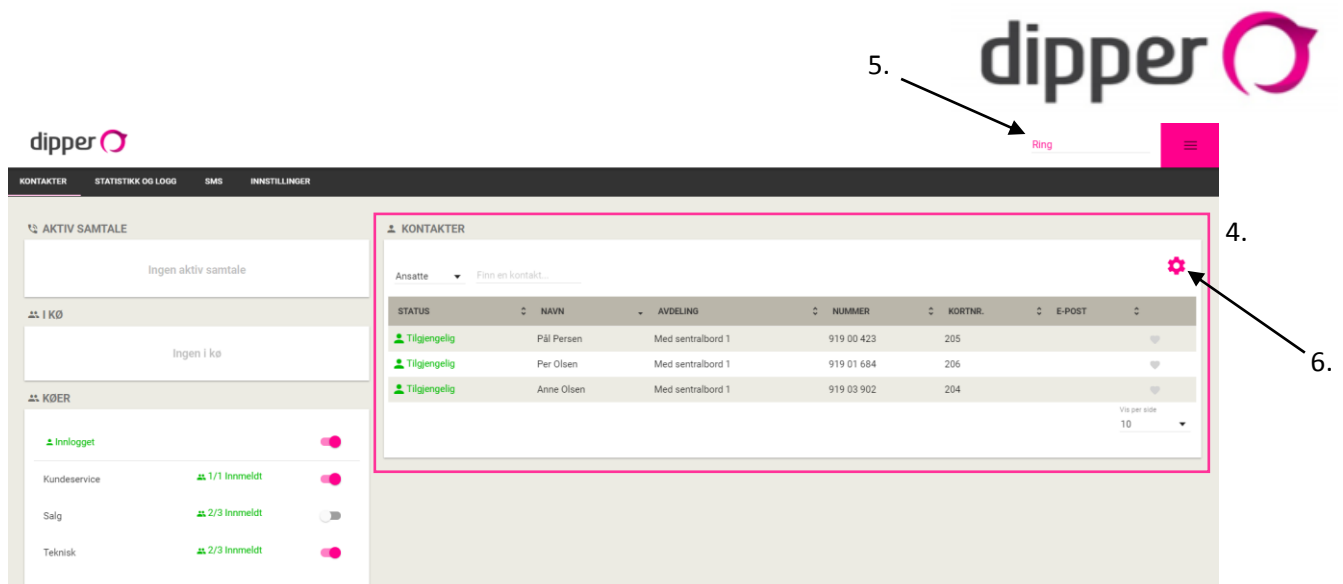 dipper
5.
dipper
Ring
KONTAKTER STATISTIKK OG LOGG SMS INNSTILLINGER
AKTIV SAMTALE
Ingen aktiv samtale
I KØ
Ingen i kø
KØER
Innlogget
Kundeservice 1/1 Innmeldt
Salg 2/3 Innmeldt
Teknisk 2/3 Innmeldt
KONTAKTER
4.
Ansatte Finn en kontakt...
STATUS NAVN AVDELING NUMMER KORTNR. E-POST
Tilgjengelig Pål Persen Med sentralbord 1 919 00 423 205
Tilgjengelig Per Olsen Med sentralbord 1 919 01 684 206
Tilgjengelig Anne Olsen Med sentralbord 1 919 03 902 204
Vis per side
10
6.